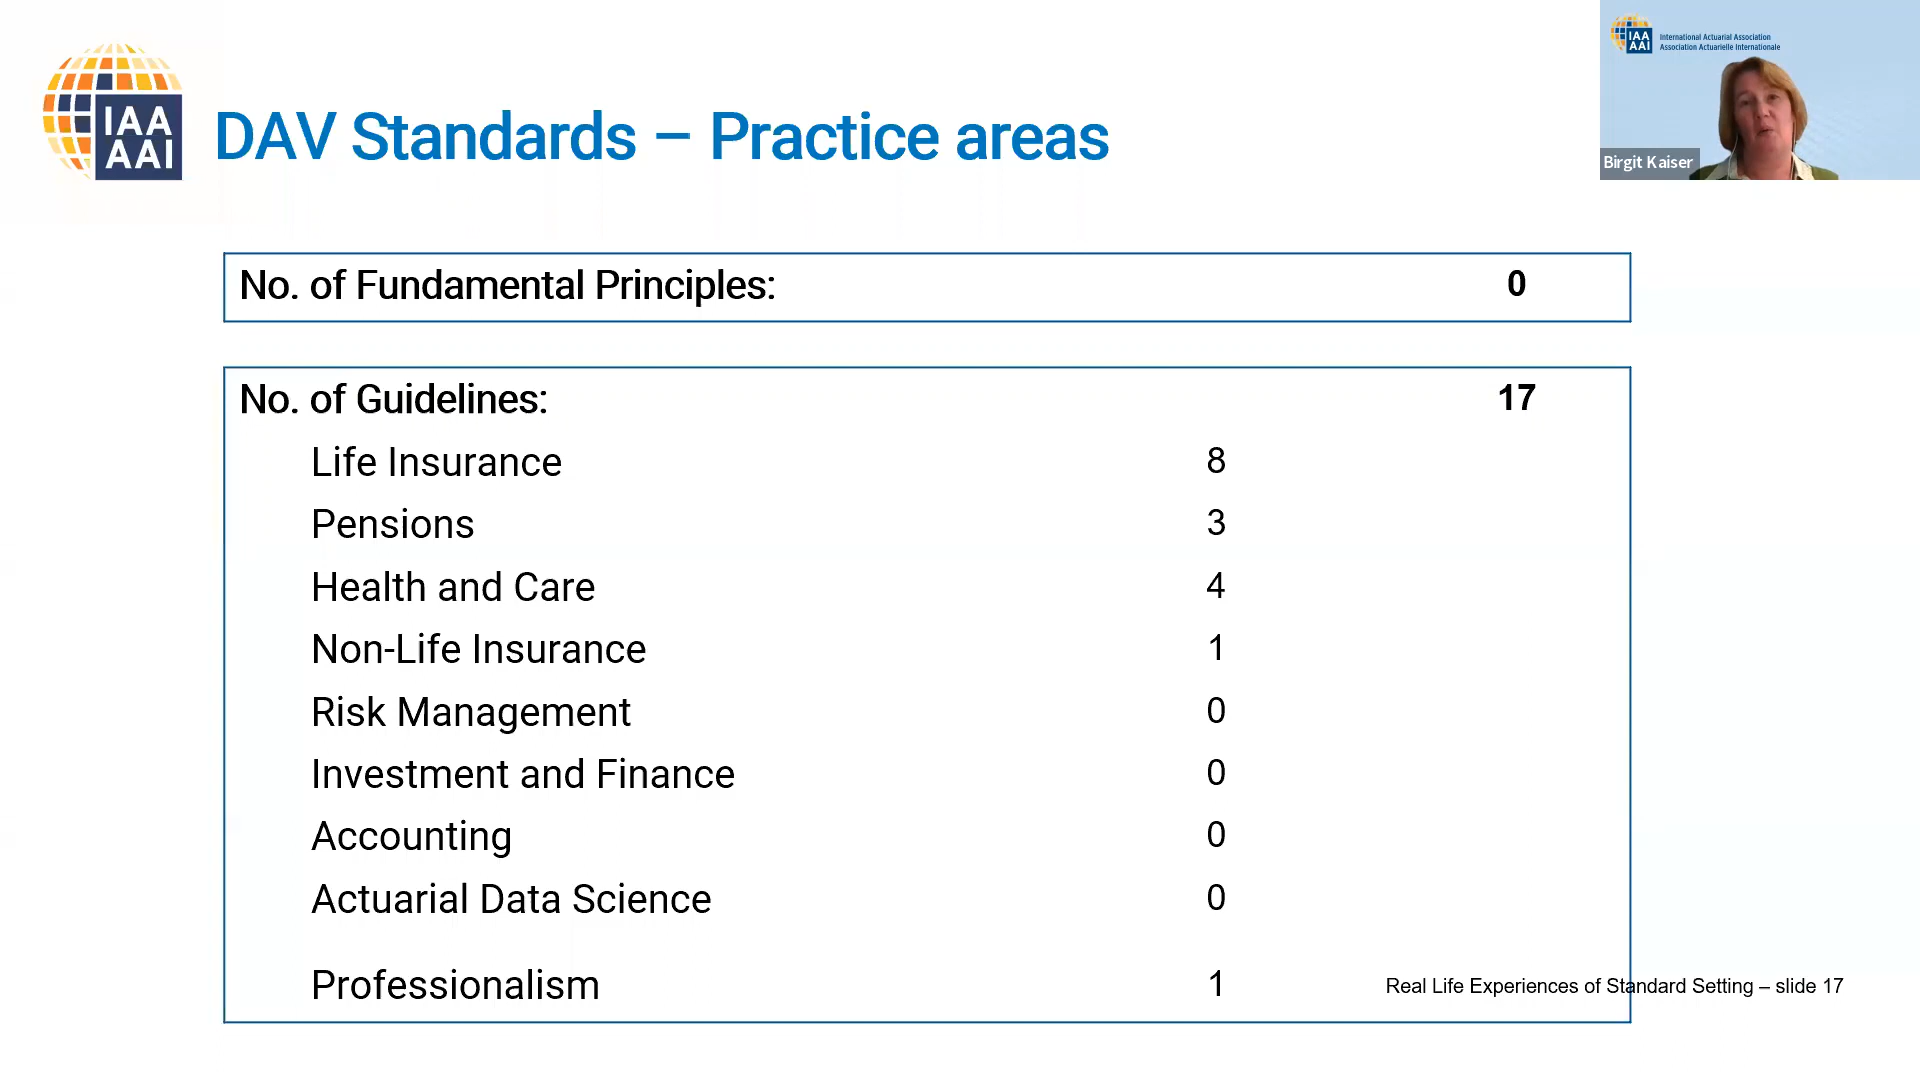 IAA
AAI
DAV Standards – Practice areas
IAA
AAI
International Actuarial Association
Association Actuarielle Internationale
Birgit Kaiser
No. of Fundamental Principles: 0
No. of Guidelines: 17
Life Insurance 8
Pensions 3
Health and Care 4
Non-Life Insurance 1
Risk Management 0
Investment and Finance 0
Accounting 0
Actuarial Data Science 0
Professionalism 1
Real Life Experiences of Standard Setting – slide 17